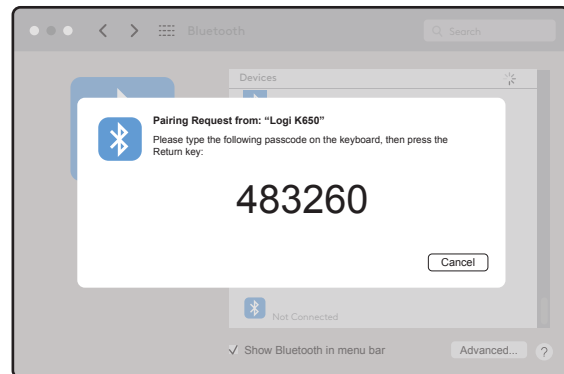 Bluetooth
Search
Devices
Pairing Request from: “Logi K650”
Please type the following passcode on the keyboard, then press the
Return key:
483260
Cancel
Not Connected
Show Bluetooth in menu bar
Advanced...
?